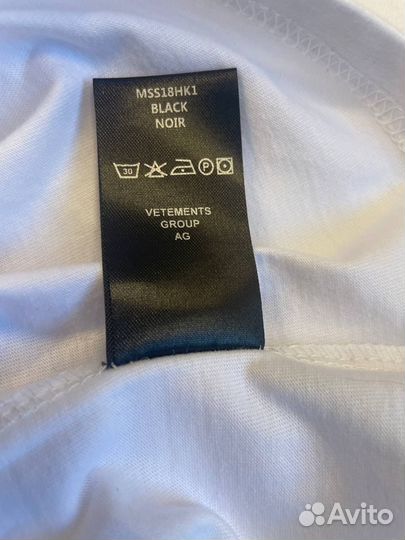 MSS18HK1
BLACK
NOIR
30 P
VETEMENTS
GROUP
AG
Avito